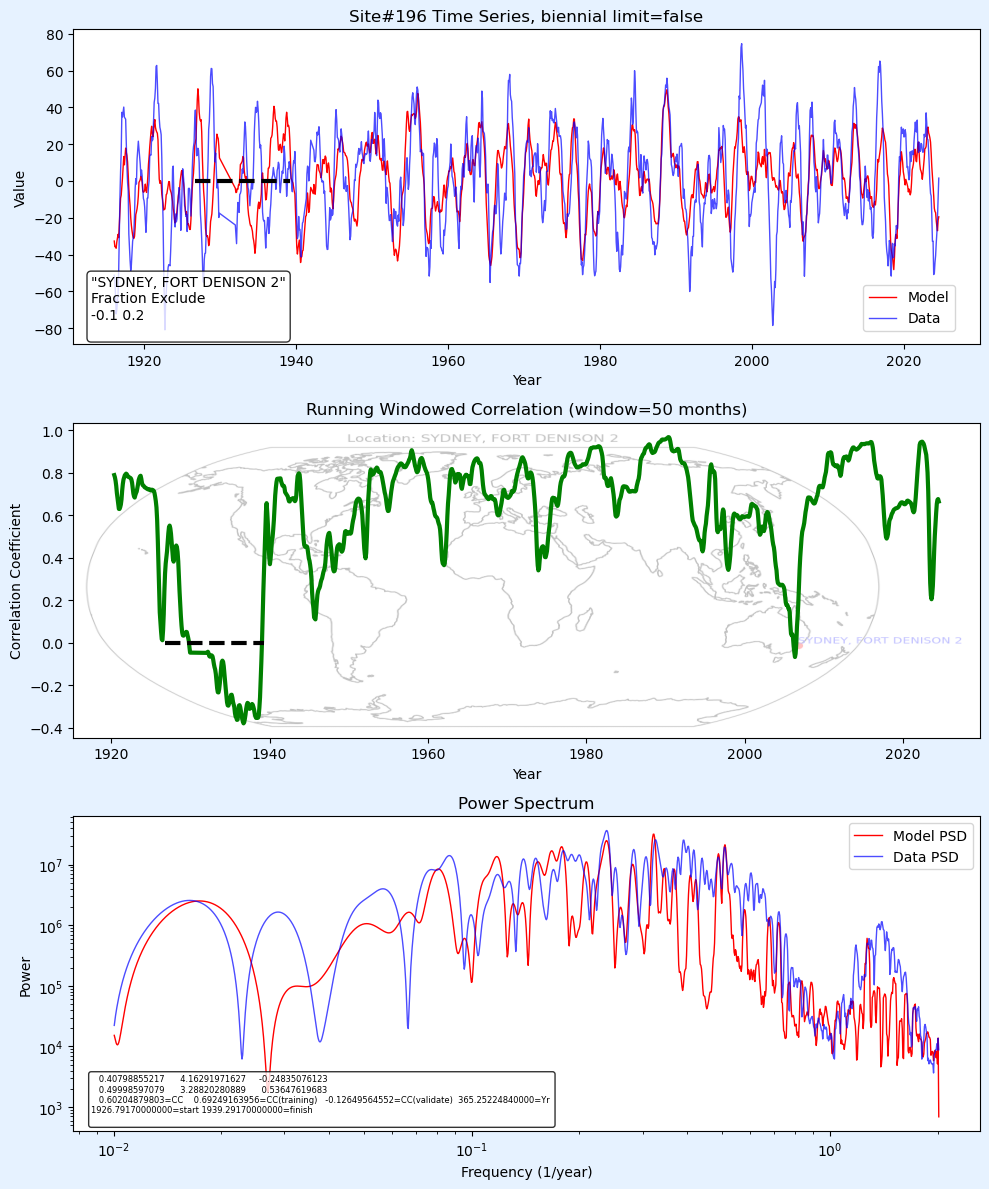 Site#196 Time Series, biennial limit=false
Value
80
60
40
20
0
−20
−40
−60
−80
"SYDNEY, FORT DENISON 2"
Fraction Exclude
-0.1 0.2
Model
Data
1920
1940
1960
1980
2000
2020
Year
Running Windowed Correlation (window=50 months)
Correlation Coefficient
1.0
0.8
0.6
0.4
0.2
0.0
−0.2
−0.4
Location: SYDNEY, FORT DENISON 2
SYDNEY, FORT DENISON 2
1920
1940
1960
1980
2000
2020
Year
Power Spectrum
Power
10^7
10^6
10^5
10^4
10^3
Model PSD
Data PSD
0.40798855217 4.16291971627 -0.24835076123
0.49998597079 3.28820280889 0.53647619683
0.60204879803=CC 0.69249163956=CC(training) -0.12649564552=CC(validate) 365.25224840000=Yr
1926.79170000000=start 1939.29170000000=finish
10^−2
10^−1
10^0
Frequency (1/year)